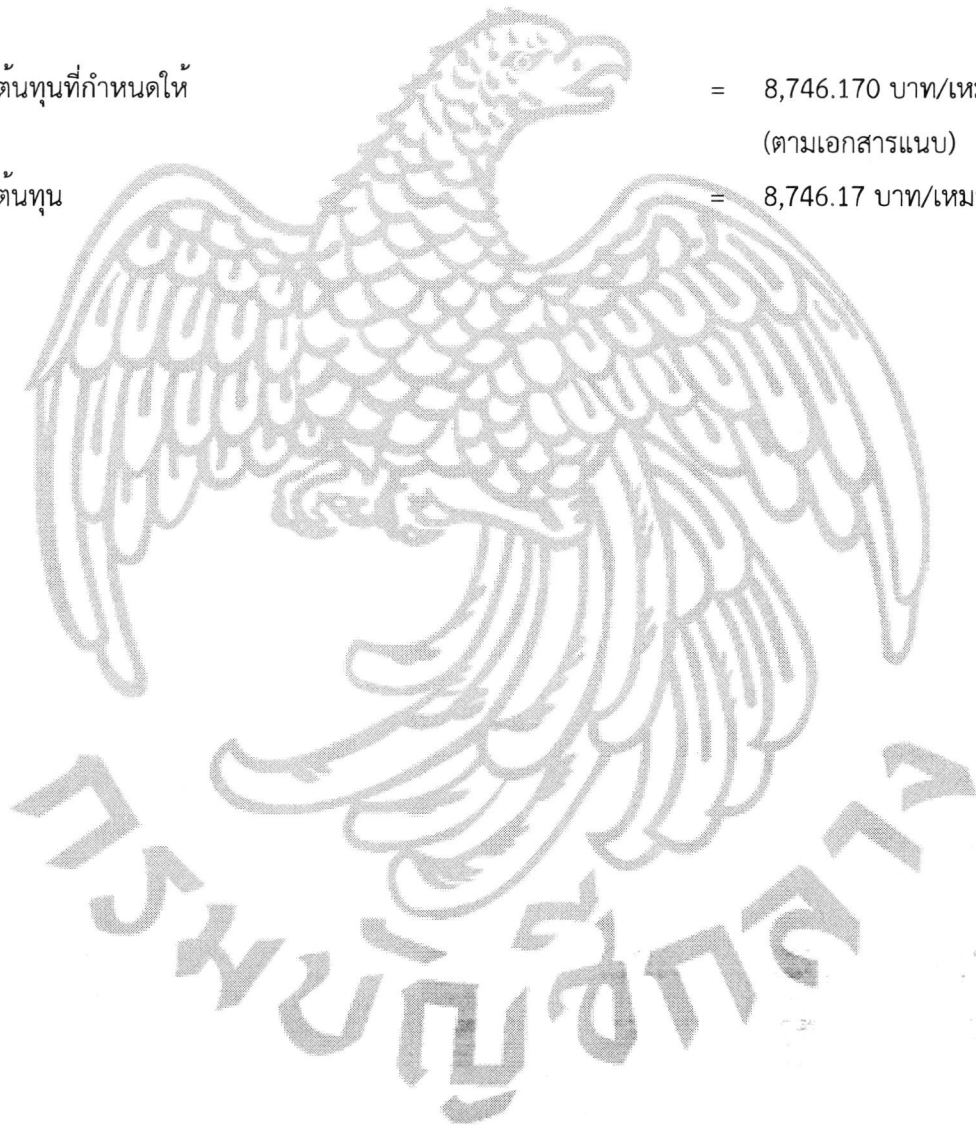 ต้นทุนที่กำหนดให้ = 8,746.170 บาท/เหม
(ตามเอกสารแนบ)
ต้นทุน = 8,746.17 บาท/เหม
กรมบัญชีกลาง